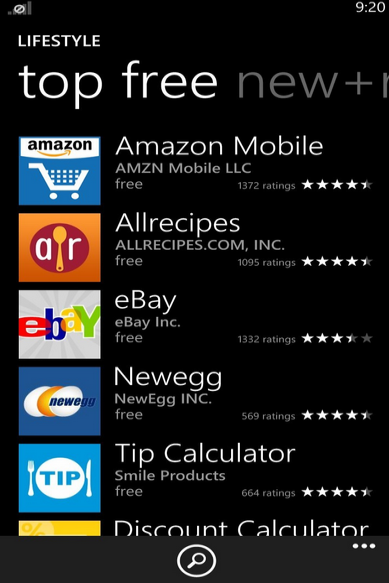 9:20
LIFESTYLE
top free new+r
amazon
Amazon Mobile
AMZN Mobile LLC
free 1372 ratings
ar
Allrecipes
ALLRECIPES.COM, INC.
free 1095 ratings
ebay
eBay
eBay Inc.
free 1332 ratings
newegg
Newegg
NewEgg INC.
free 569 ratings
TIP
Tip Calculator
Smile Products
free 664 ratings
%
Discount Calculator